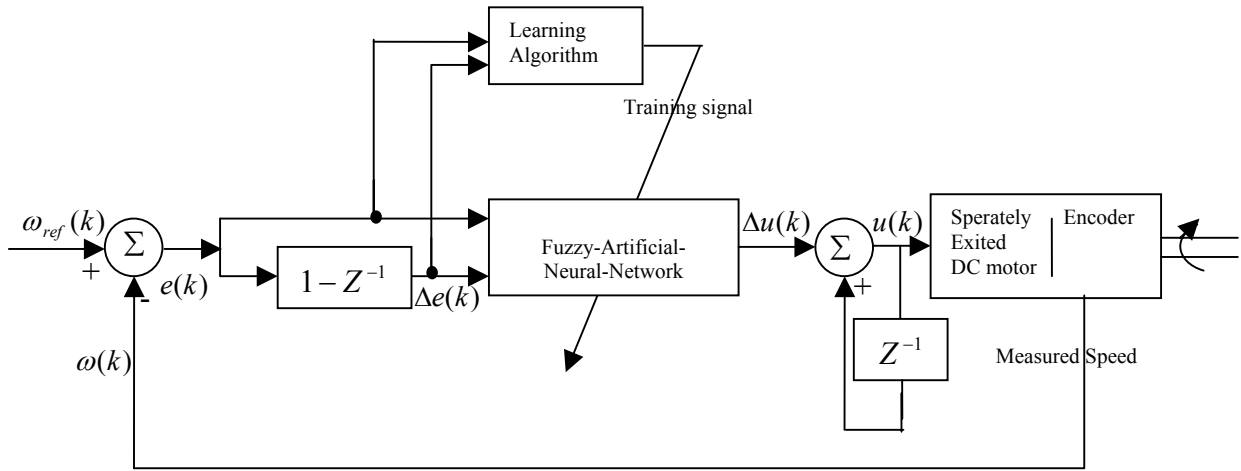 Learning
Algorithm
Training signal
ω_ref (k)
+
Σ
-
e(k)
1 − Z⁻¹
Δe(k)
Fuzzy-Artificial-
Neural-Network
Δu(k)
Σ
+
u(k)
Z⁻¹
Sperately
Exited
DC motor
Encoder
ω(k)
Measured Speed